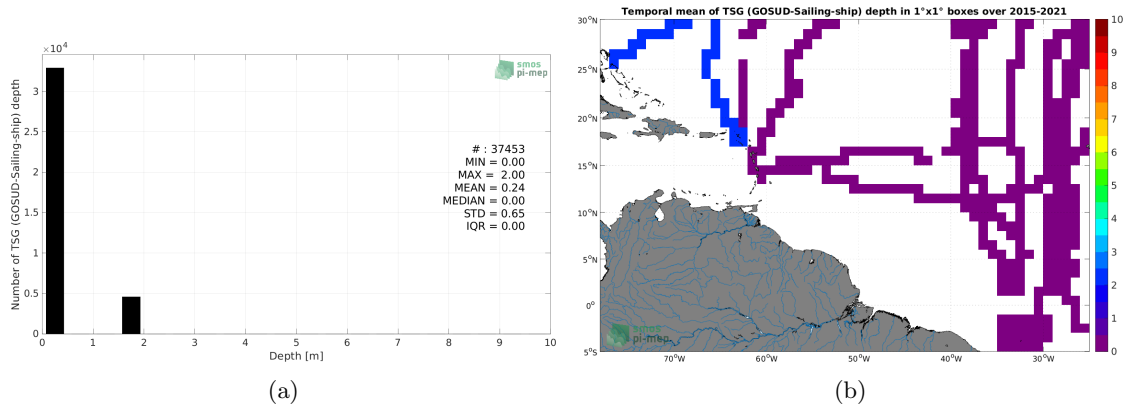 ×10⁴
3
2.5
2
1.5
1
0.5
0
Number of TSG (GOSUD-Sailing-ship) depth
smos
pi-mep
# : 37453
MIN = 0.00
MAX = 2.00
MEAN = 0.24
MEDIAN = 0.00
STD = 0.65
IQR = 0.00
0 1 2 3 4 5 6 7 8 9 10
Depth [m]
(a)
Temporal mean of TSG (GOSUD-Sailing-ship) depth in 1°x1° boxes over 2015-2021
30°N
25°N
20°N
15°N
10°N
5°N
0°
5°S
smos
pi-mep
70°W 60°W 50°W 40°W 30°W
10
9
8
7
6
5
4
3
2
1
0
(b)